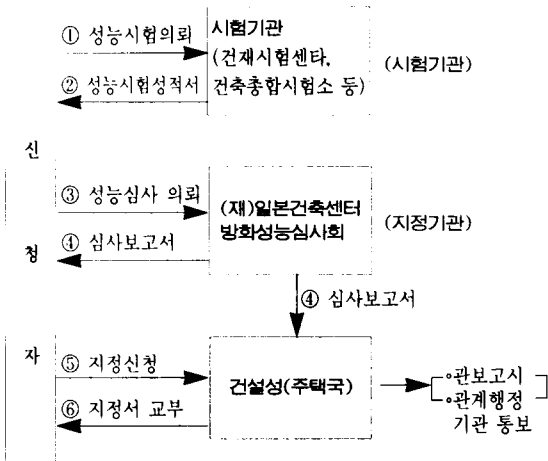 ① 성능시험의뢰
② 성능시험성적서
시험기관
(건재시험센타,
건축총합시험소 등)
(시험기관)
신
청
자
③ 성능심사 의뢰
④ 심사보고서
(재)일본건축센터
방화성능심사회
(지정기관)
④ 심사보고서
⑤ 지정신청
⑥ 지정서 교부
건설성(주택국)
◦관보고시
◦관계행정
기관 통보